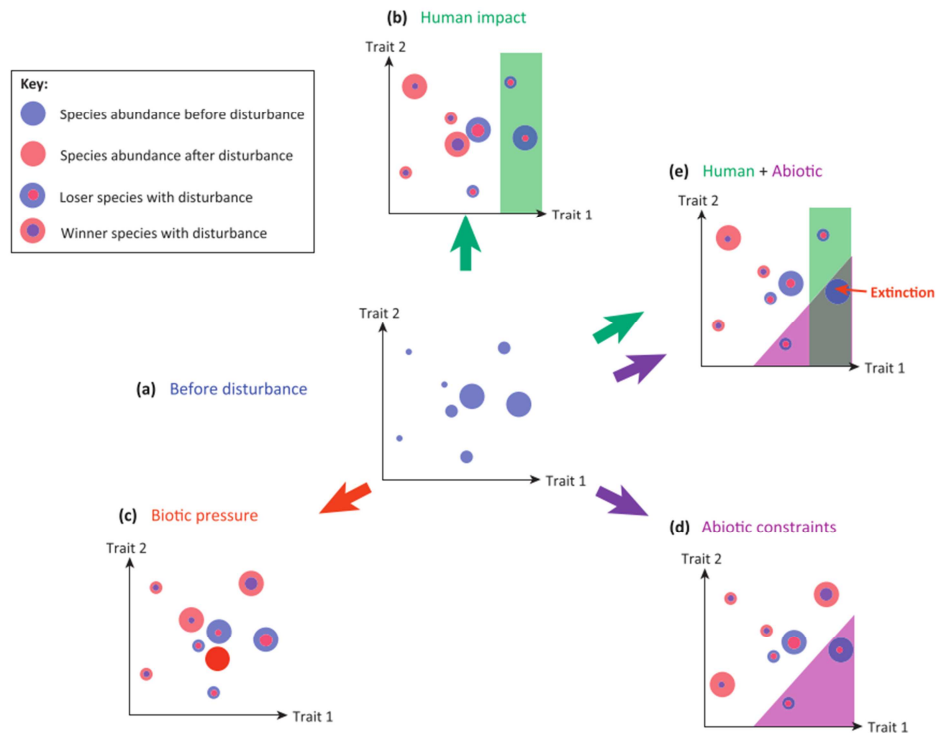 (b) Human impact
Trait 2
Trait 1
Key:
Species abundance before disturbance
Species abundance after disturbance
Loser species with disturbance
Winner species with disturbance
(e) Human + Abiotic
Trait 2
Extinction
Trait 1
Trait 2
(a) Before disturbance
Trait 1
(c) Biotic pressure
Trait 2
Trait 1
(d) Abiotic constraints
Trait 2
Trait 1